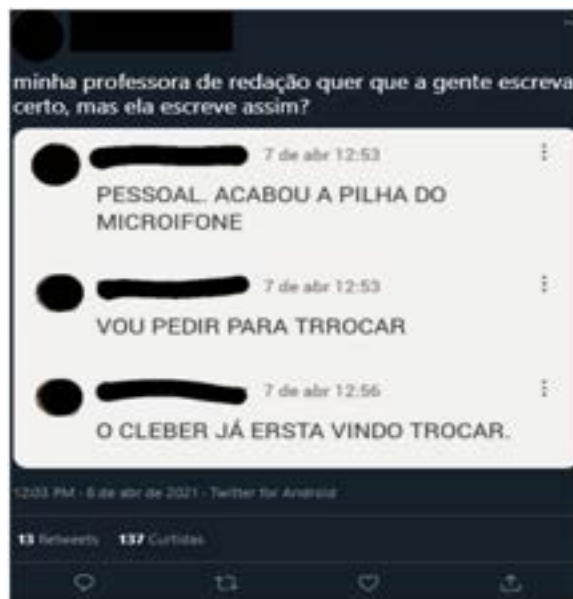 minha professora de redação quer que a gente escreva
certo, mas ela escreve assim?
7 de abr 12:53
PESSOAL. ACABOU A PILHA DO
MICROIFONE
7 de abr 12:53
VOU PEDIR PARA TRROCAR
7 de abr 12:56
O CLEBER JÁ ERSTA VINDO TROCAR.
12:03 PM · 8 de abr de 2021 · Twitter for Android
13 Retweets 137 Curtidas